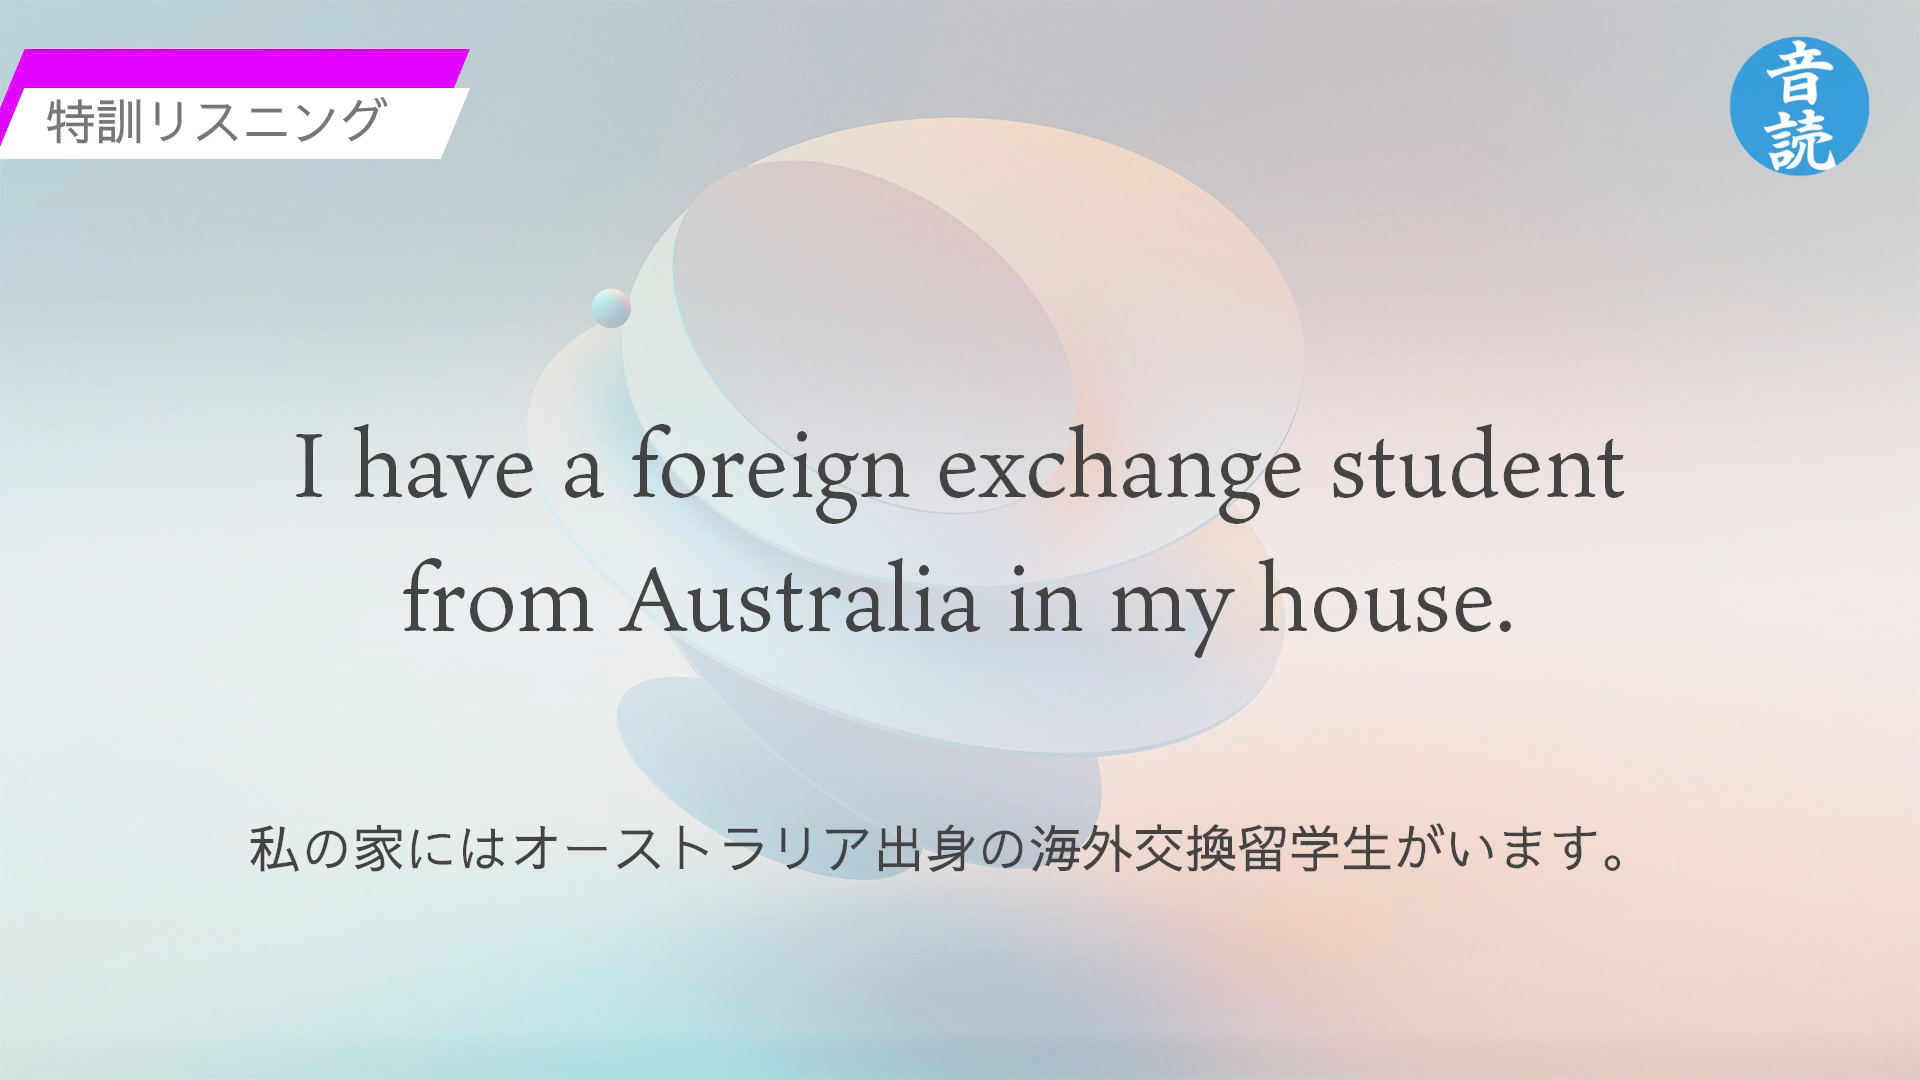 特訓リスニング
音
読
I have a foreign exchange student
from Australia in my house.
私の家にはオーストラリア出身の海外交換留学生がいます。